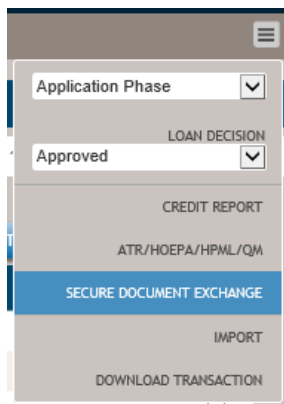 Application Phase
LOAN DECISION
Approved
CREDIT REPORT
ATR/HOEPA/HPML/QM
SECURE DOCUMENT EXCHANGE
IMPORT
DOWNLOAD TRANSACTION